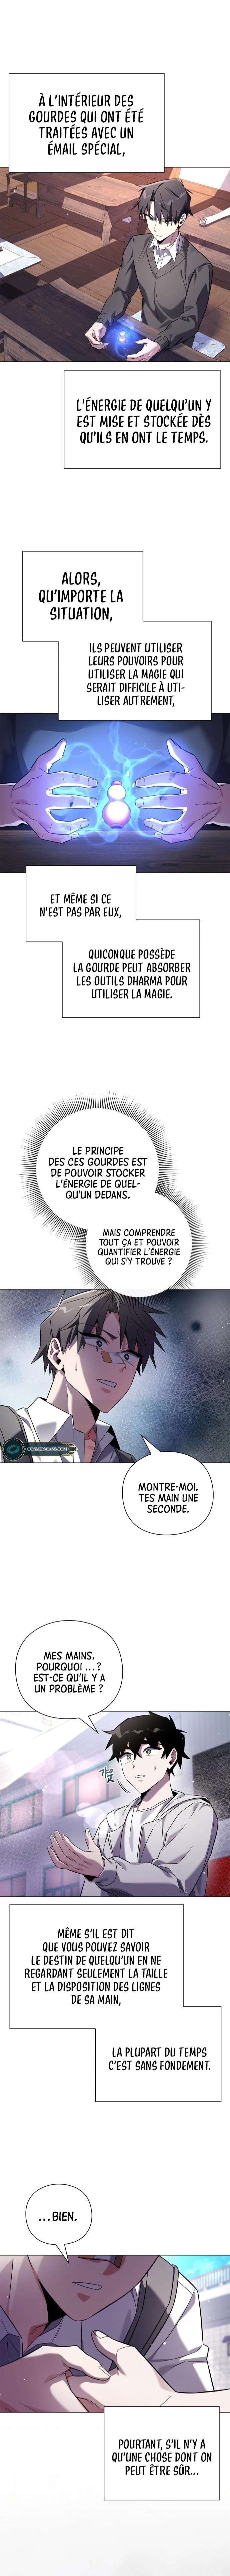 À L'INTÉRIEUR DES
GOURDES QUI ONT ÉTÉ
TRAITÉES AVEC UN
ÉMAIL SPÉCIAL,
L'ÉNERGIE DE QUELQU'UN Y
EST MISE ET STOCKÉE DÈS
QU'ILS EN ONT LE TEMPS.
ALORS,
QU'IMPORTE LA
SITUATION,
ILS PEUVENT UTILISER
LEURS POUVOIRS POUR
UTILISER LA MAGIE QUI
SERAIT DIFFICILE À UTI-
LISER AUTREMENT,
ET MÊME SI CE
N'EST PAS PAR EUX,
QUICONQUE POSSÈDE
LA GOURDE PEUT ABSORBER
LES OUTILS DHARMA POUR
UTILISER LA MAGIE.
LE PRINCIPE
DES CES GOURDES EST
DE POUVOIR STOCKER
L'ÉNERGIE DE QUEL-
QU'UN DEDANS.
MAIS COMPRENDRE
TOUT ÇA ET POUVOIR
QUANTIFIER L'ÉNERGIE
QUI S'Y TROUVE ?
COSMICSCANS.COM
MONTRE-MOI.
TES MAIN UNE
SECONDE.
MES MAINS,
POURQUOI ...?
EST-CE QU'IL Y A
UN PROBLÈME ?
갸웃
MÊME S'IL EST DIT
QUE VOUS POUVEZ SAVOIR
LE DESTIN DE QUELQU'UN EN NE
REGARDANT SEULEMENT LA TAILLE
ET LA DISPOSITION DES LIGNES
DE SA MAIN,
LA PLUPART DU TEMPS
C'EST SANS FONDEMENT.
...BIEN.
POURTANT, S'IL N'Y A
QU'UNE CHOSE DONT ON
PEUT ÊTRE SÛR...